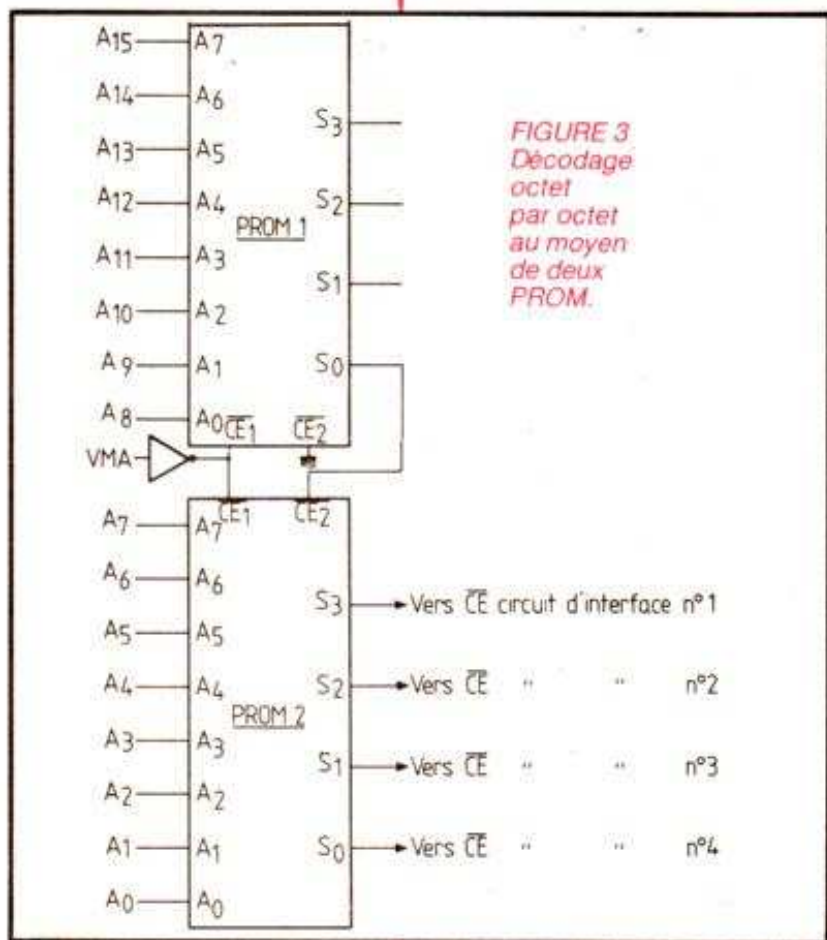 A15 A7
A14 A6
S3
A13 A5
A12 A4
S2
PROM 1
A11 A3
S1
A10 A2
A9 A1
S0
A8 A0 CE1 CE2
VMA
FIGURE 3
Décodage
octet
par octet
au moyen
de deux
PROM.
CE1 CE2
A7 A7
A6 A6
S3 Vers CE circuit d'interface n°1
A5 A5
A4 A4
S2 Vers CE " " n°2
PROM 2
A3 A3
S1 Vers CE " " n°3
A2 A2
A1 A1
S0 Vers CE " " n°4
A0 A0